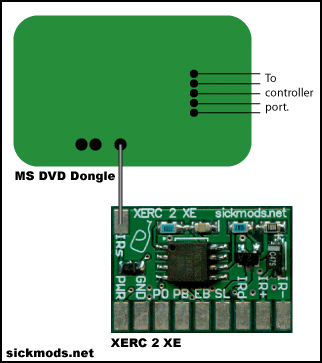 To
controller
port.
MS DVD Dongle
XERC 2 XE sickmods.net
IRs
PWR GND PO PB EB SL IRd IR+ IR-
XERC 2 XE
sickmods.net